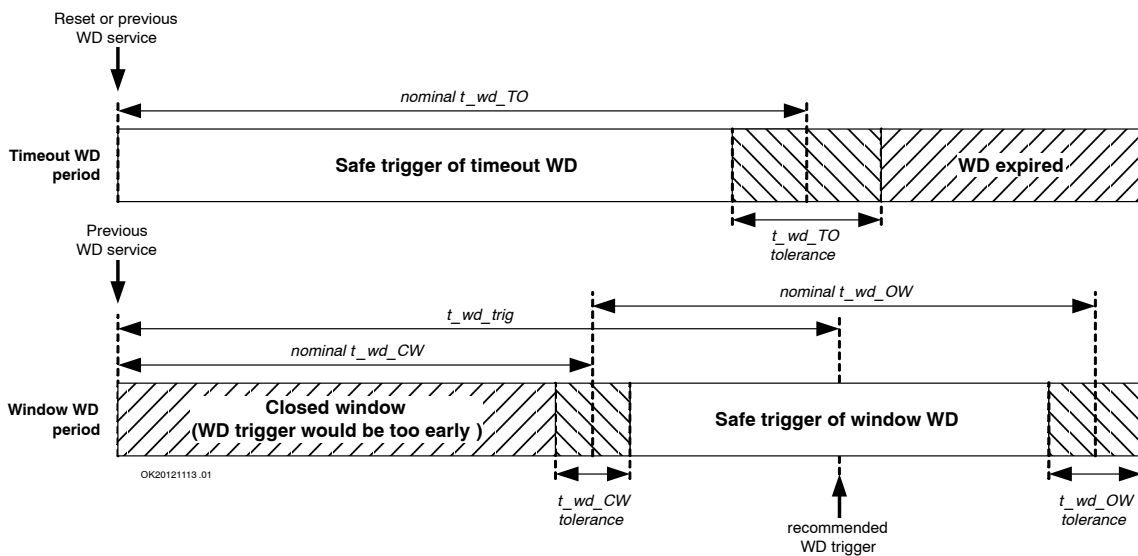 Reset or previous
WD service
nominal t_wd_TO
Timeout WD
period
Safe trigger of timeout WD
WD expired
t_wd_TO
tolerance
Previous
WD service
nominal t_wd_OW
t_wd_trig
nominal t_wd_CW
Window WD
period
Closed window
(WD trigger would be too early )
Safe trigger of window WD
OK20121113 .01
t_wd_CW
tolerance
t_wd_OW
tolerance
recommended
WD trigger